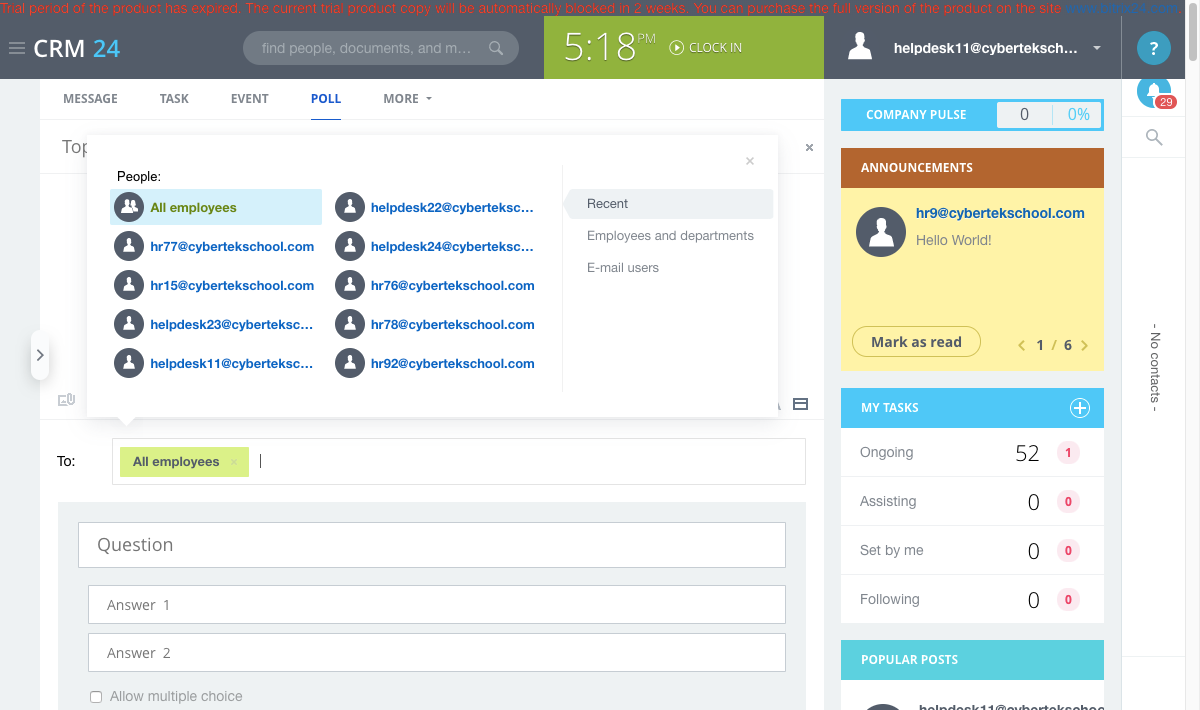 Trial period of the product has expired. The current trial product copy will be automatically blocked in 2 weeks. You can purchase the full version of the product on the site
CRM 24
find people, documents, and m...
5:18 PM
CLOCK IN
helpdesk11@cyberteksch...
?
MESSAGE
TASK
EVENT
POLL
MORE
29
Top
People:
All employees
helpdesk22@cyberteksc...
hr77@cybertekschool.com
helpdesk24@cyberteksc...
hr15@cybertekschool.com
hr76@cybertekschool.com
helpdesk23@cyberteksc...
hr78@cybertekschool.com
helpdesk11@cyberteksc...
hr92@cybertekschool.com
Recent
Employees and departments
E-mail users
To:
All employees
Question
Answer 1
Answer 2
Allow multiple choice
COMPANY PULSE
0
0%
ANNOUNCEMENTS
hr9@cybertekschool.com
Hello World!
Mark as read
1 / 6
MY TASKS
Ongoing 52 1
Assisting 0 0
Set by me 0 0
Following 0 0
POPULAR POSTS
- No contacts -